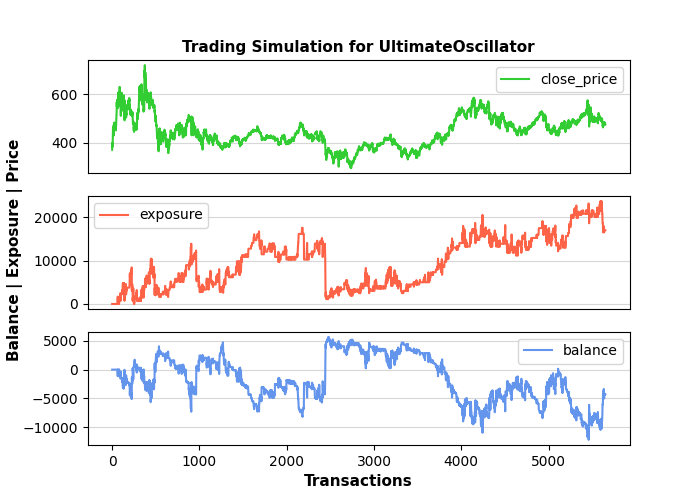 Trading Simulation for UltimateOscillator
close_price
600
400
exposure
20000
10000
0
balance
5000
0
−5000
−10000
0 1000 2000 3000 4000 5000
Transactions
Balance | Exposure | Price